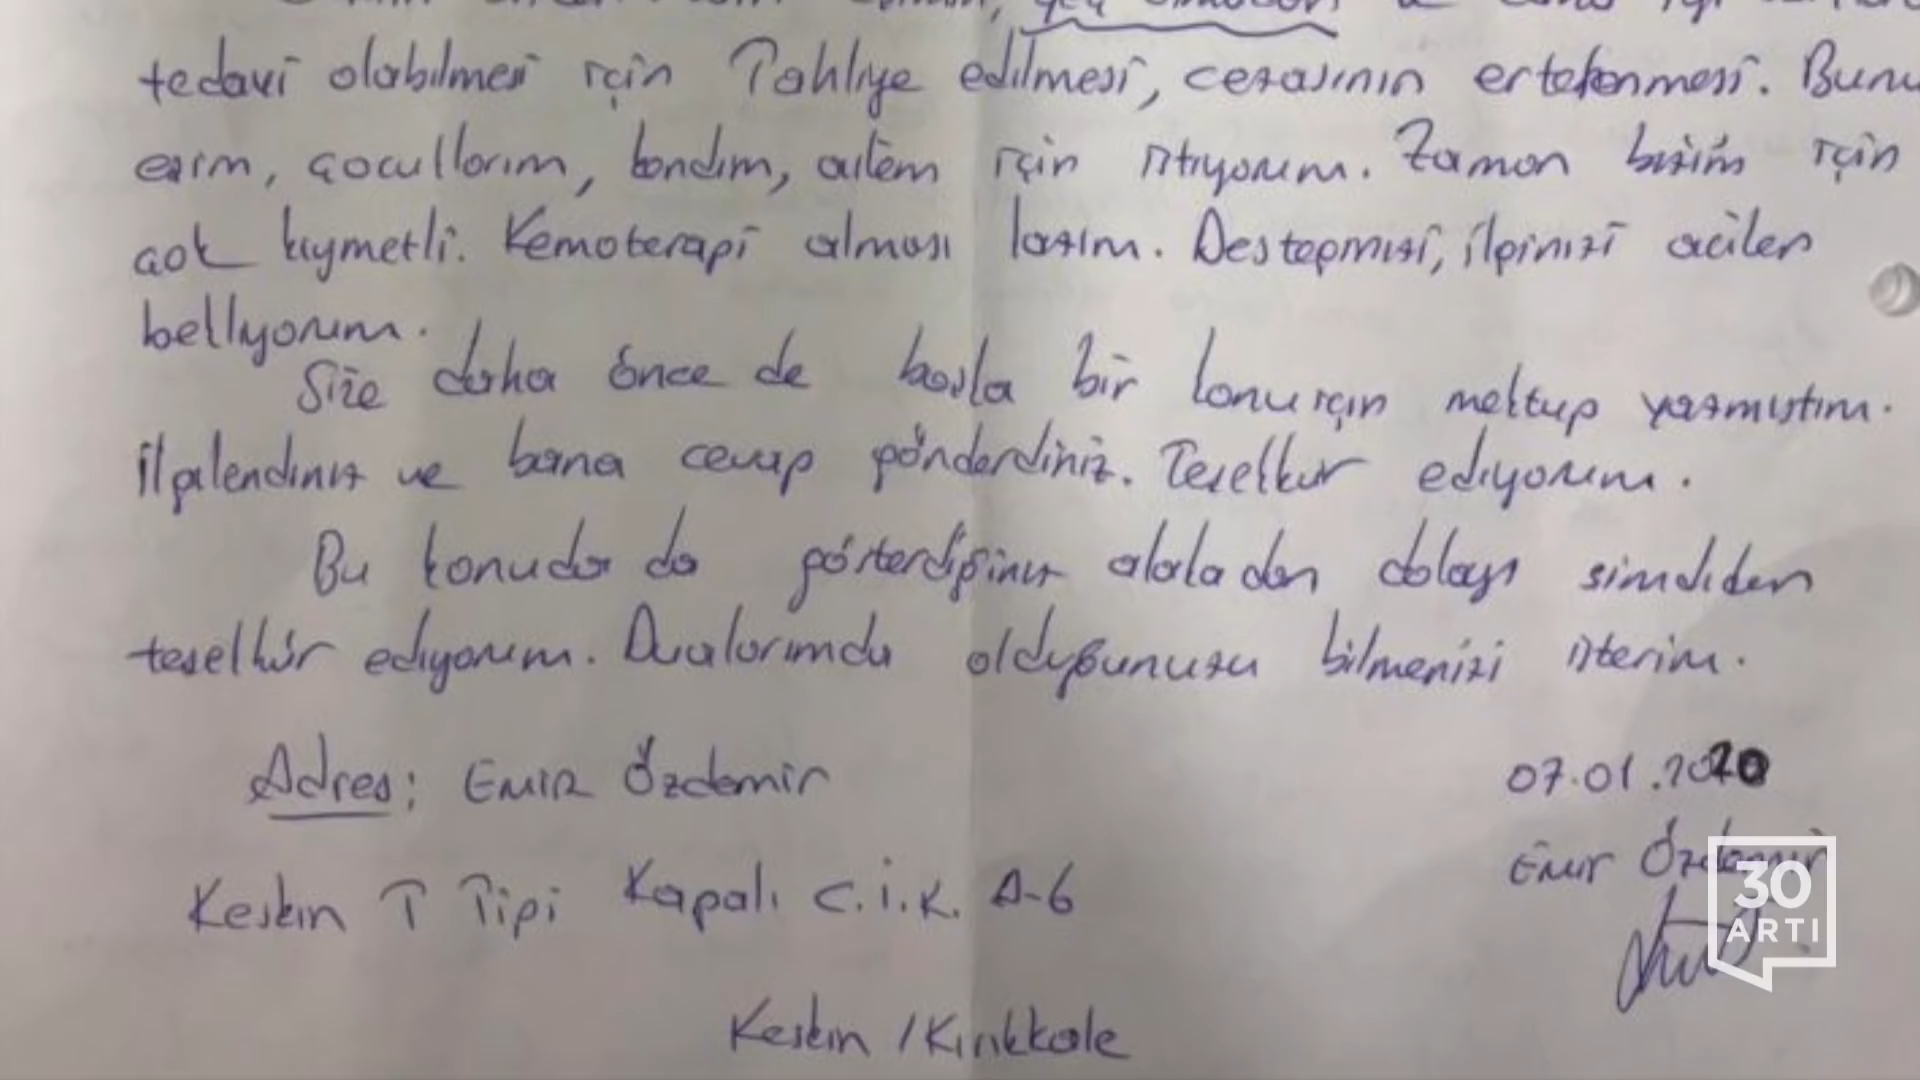 tedavi olabilmesi için Tahliye edilmesi, cezasının ertelenmesi. Bunu
eşim, çocuklarım, kendim, ailem için istiyorum. Zaman bizim için
çok kıymetli. Kemoterapi alması lazım. Desteğinizi, ilginizi acilen
bekliyorum.
Size daha önce de başka bir konu için mektup yazmıştım.
ilgilendiniz ve bana cevap gönderdiniz. Teşekkür ediyorum.
Bu konuda da gösterdiğiniz alakadan dolayı şimdiden
teşekkür ediyorum. Dualarımda olduğunuzu bilmenizi isterim.
Adres: Emir Özdemir
07.01.2020
Emir Özdemir
Keskin T Tipi Kapalı C.İ.K. A-6
Keskin / Kırıkkale
30
ARTI